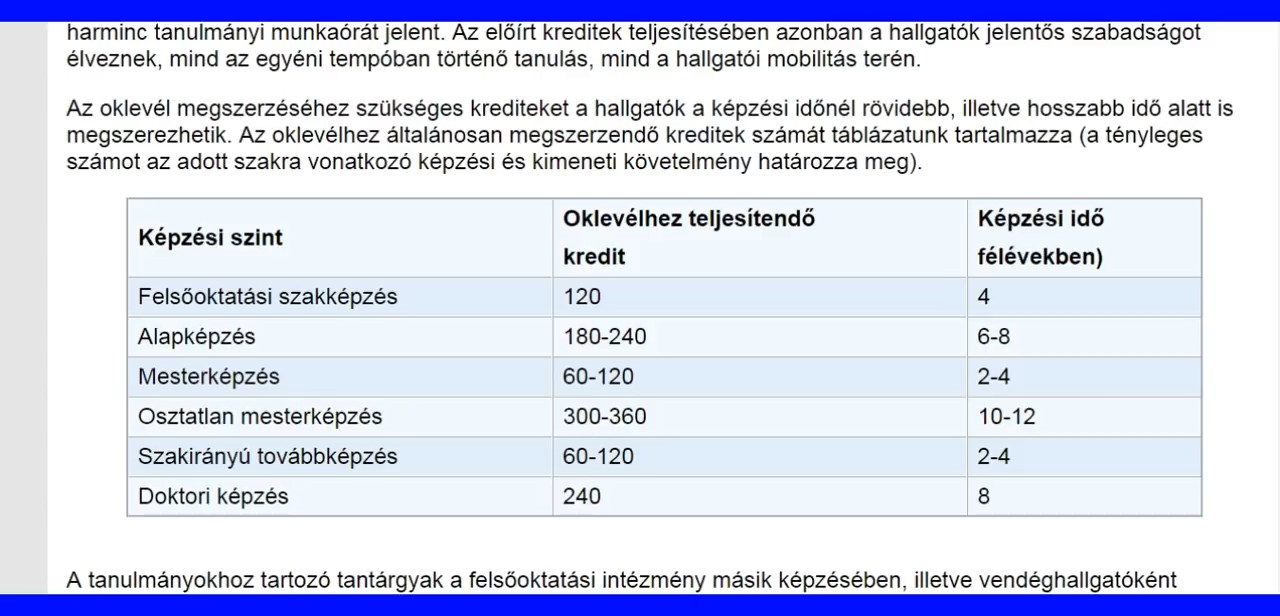 harminc tanulmányi munkaórát jelent. Az előírt kreditek teljesítésében azonban a hallgatók jelentős szabadságot
élveznek, mind az egyéni tempóban történő tanulás, mind a hallgatói mobilitás terén.
Az oklevél megszerzéséhez szükséges krediteket a hallgatók a képzési időnél rövidebb, illetve hosszabb idő alatt is
megszerezhetik. Az oklevélhez általánosan megszerzendő kreditek számát táblázatunk tartalmazza (a tényleges
számot az adott szakra vonatkozó képzési és kimeneti követelmény határozza meg).
Képzési szint Oklevélhez teljesítendő kredit Képzési idő félévekben)
Felsőoktatási szakképzés 120 4
Alapképzés 180-240 6-8
Mesterképzés 60-120 2-4
Osztatlan mesterképzés 300-360 10-12
Szakirányú továbbképzés 60-120 2-4
Doktori képzés 240 8
A tanulmányokhoz tartozó tantárgyak a felsőoktatási intézmény másik képzésében, illetve vendéghallgatóként